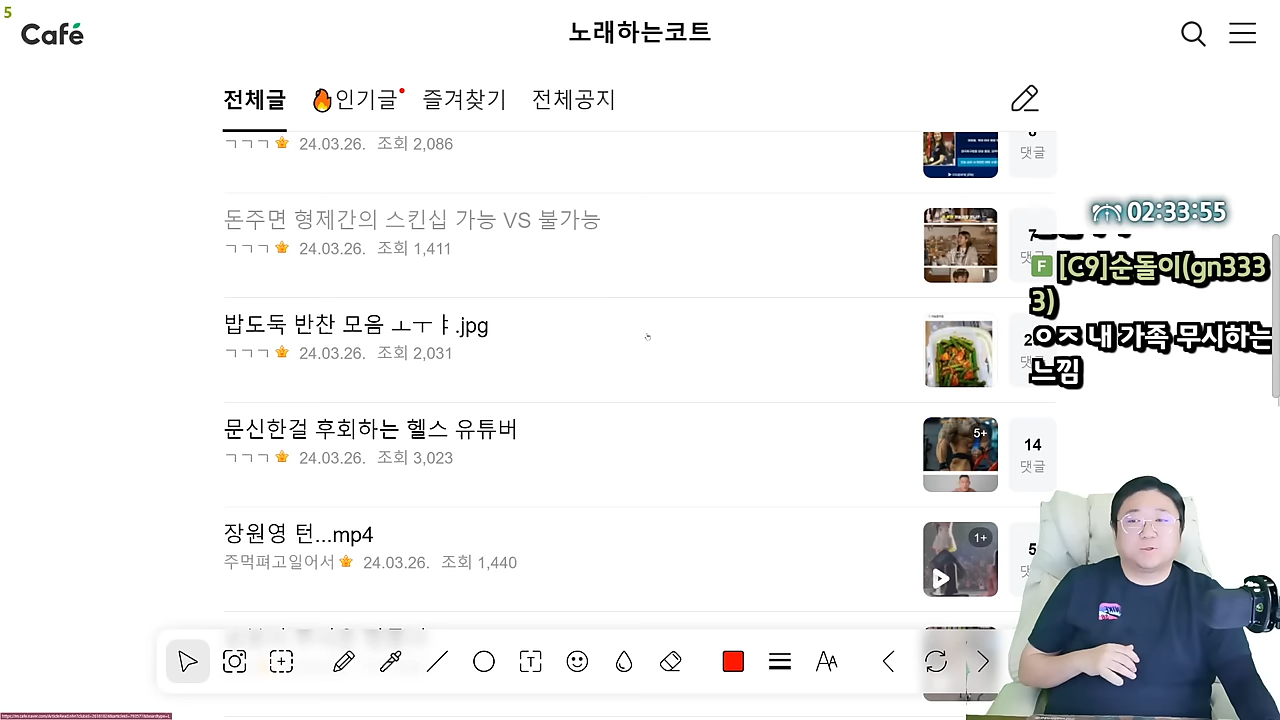 5
Café
노래하는코트
전체글 인기글 즐겨찾기 전체공지
ㄱㄱㄱ 24.03.26. 조회 2,086
댓글
돈주면 형제간의 스킨십 가능 VS 불가능
ㄱㄱㄱ 24.03.26. 조회 1,411
7
02:33:55
F [C9]순돌이(gn333
3)
ㅇㅈ 내 가족 무시하는
느낌
밥도둑 반찬 모음 ㅗㅜㅑ.jpg
ㄱㄱㄱ 24.03.26. 조회 2,031
문신한걸 후회하는 헬스 유튜버
ㄱㄱㄱ 24.03.26. 조회 3,023
5+
14
댓글
장원영 턴...mp4
주먹펴고일어서 24.03.26. 조회 1,440
1+
5
T
AA